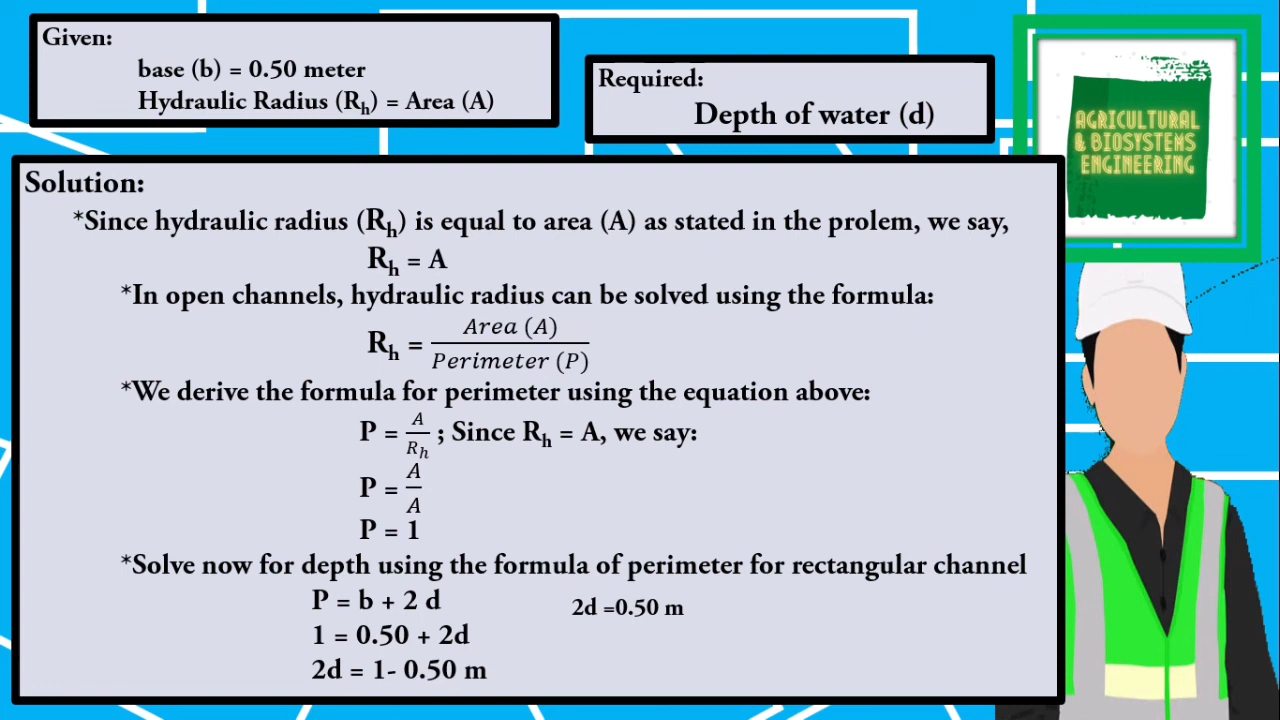 Given:
base (b) = 0.50 meter
Hydraulic Radius (Rh) = Area (A)
Required:
Depth of water (d)
AGRICULTURAL
& BIOSYSTEMS
ENGINEERING
Solution:
*Since hydraulic radius (Rh) is equal to area (A) as stated in the prolem, we say,
Rh = A
*In open channels, hydraulic radius can be solved using the formula:
Rh = Area (A) / Perimeter (P)
*We derive the formula for perimeter using the equation above:
P = A / Rh ; Since Rh = A, we say:
P = A / A
P = 1
*Solve now for depth using the formula of perimeter for rectangular channel
P = b + 2 d
1 = 0.50 + 2d
2d = 1- 0.50 m
2d =0.50 m